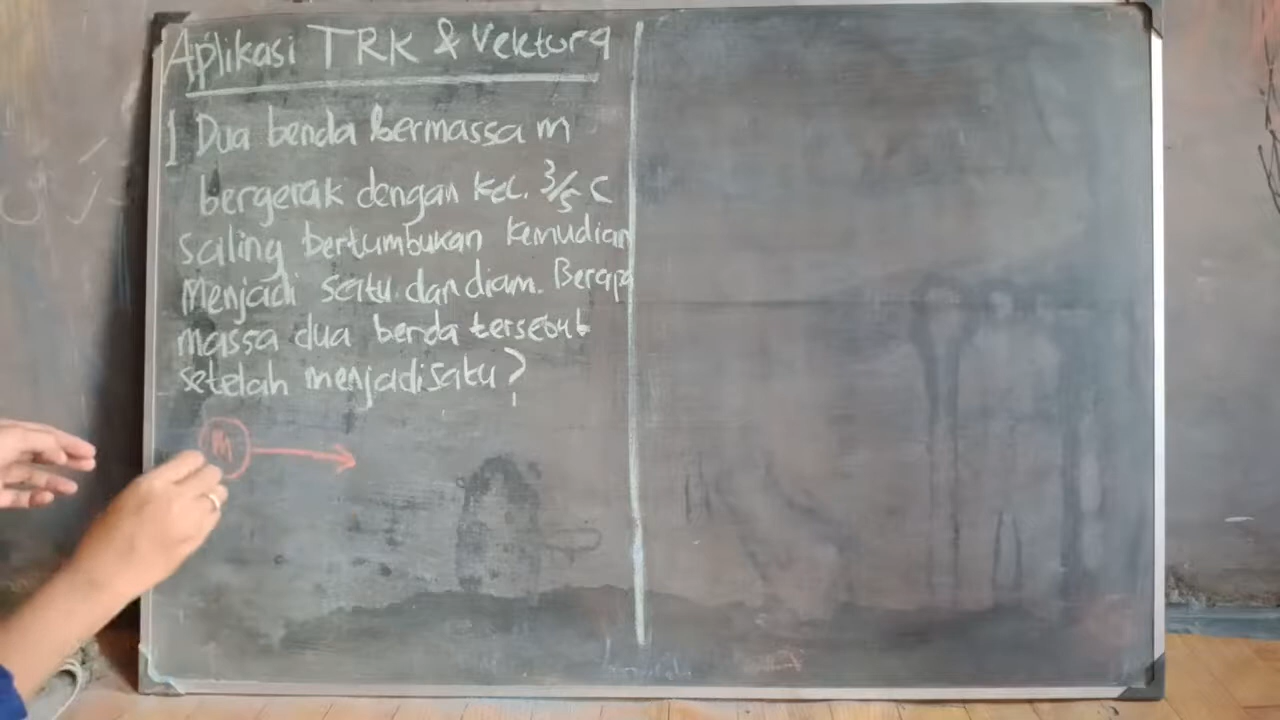 Aplikasi TRK & Vektor4
1 Dua benda bermassa m
bergerak dengan kec. 3/5 c
saling bertumbukan kemudian
menjadi satu dan diam. Berapa
massa dua benda tersebut
setelah menjadi satu?
m